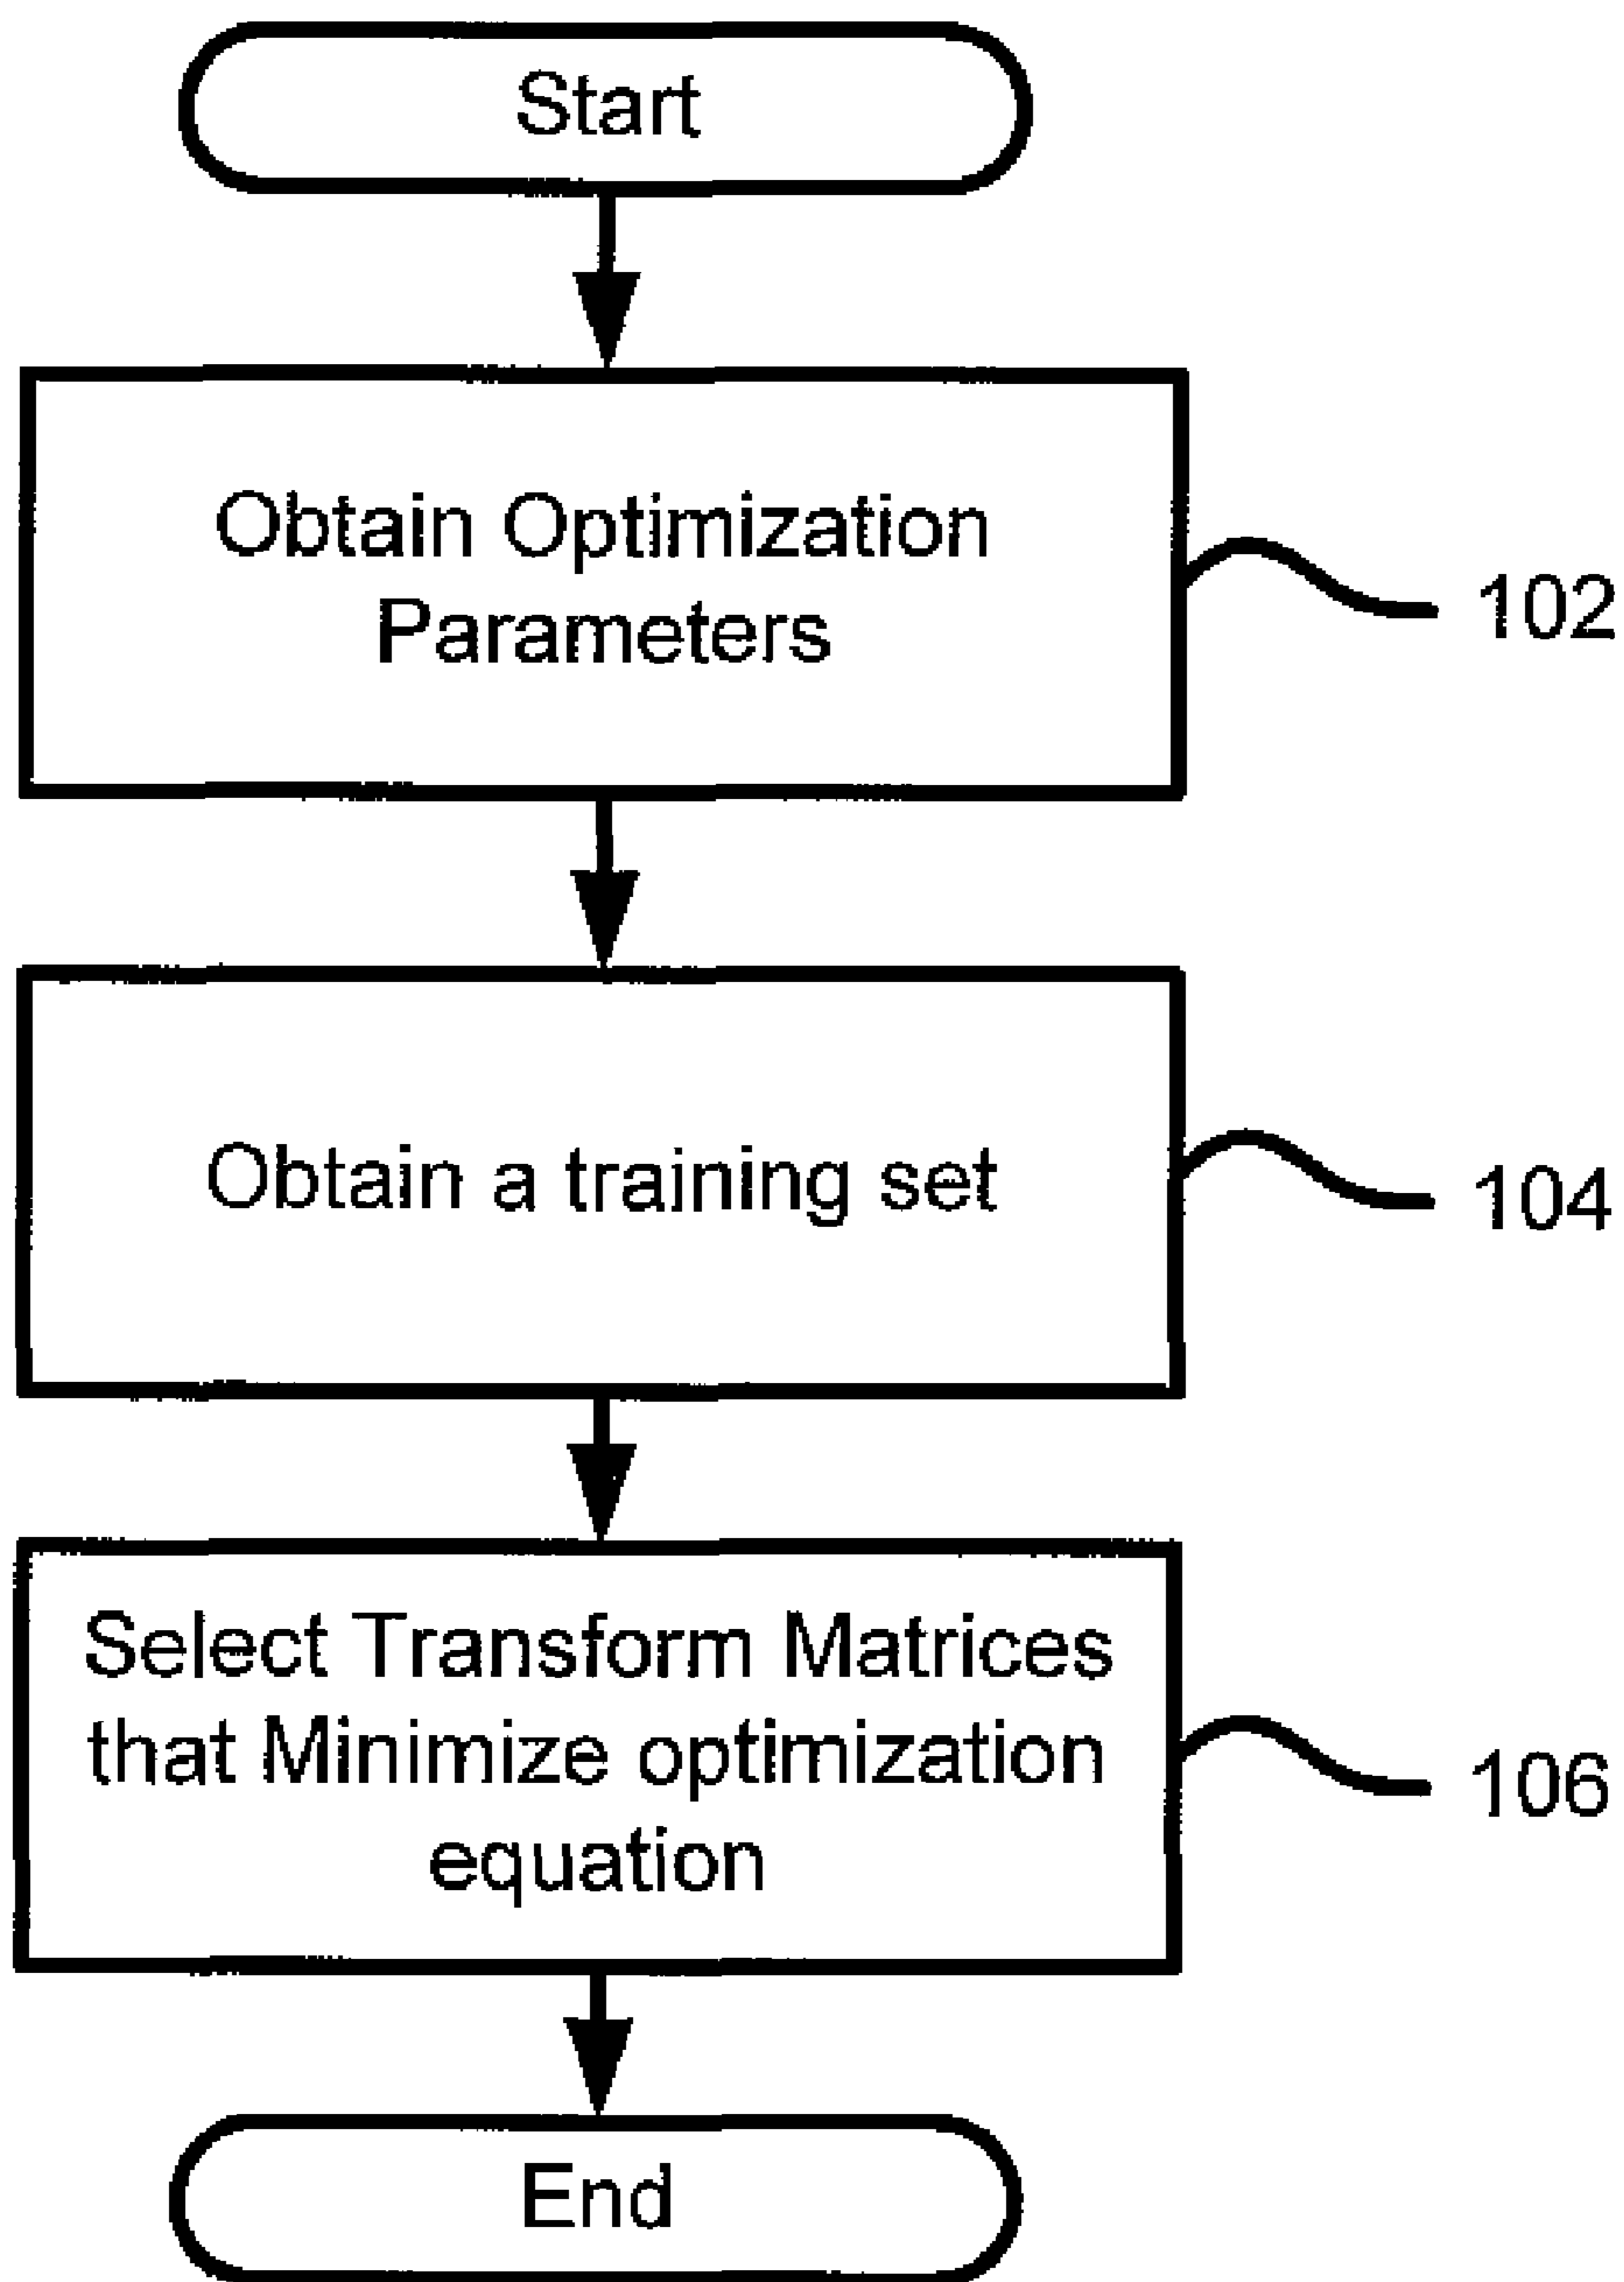 Start
Obtain Optimization
Parameters
102
Obtain a training set
104
Select Transform Matrices
that Minimize optimization
equation
106
End